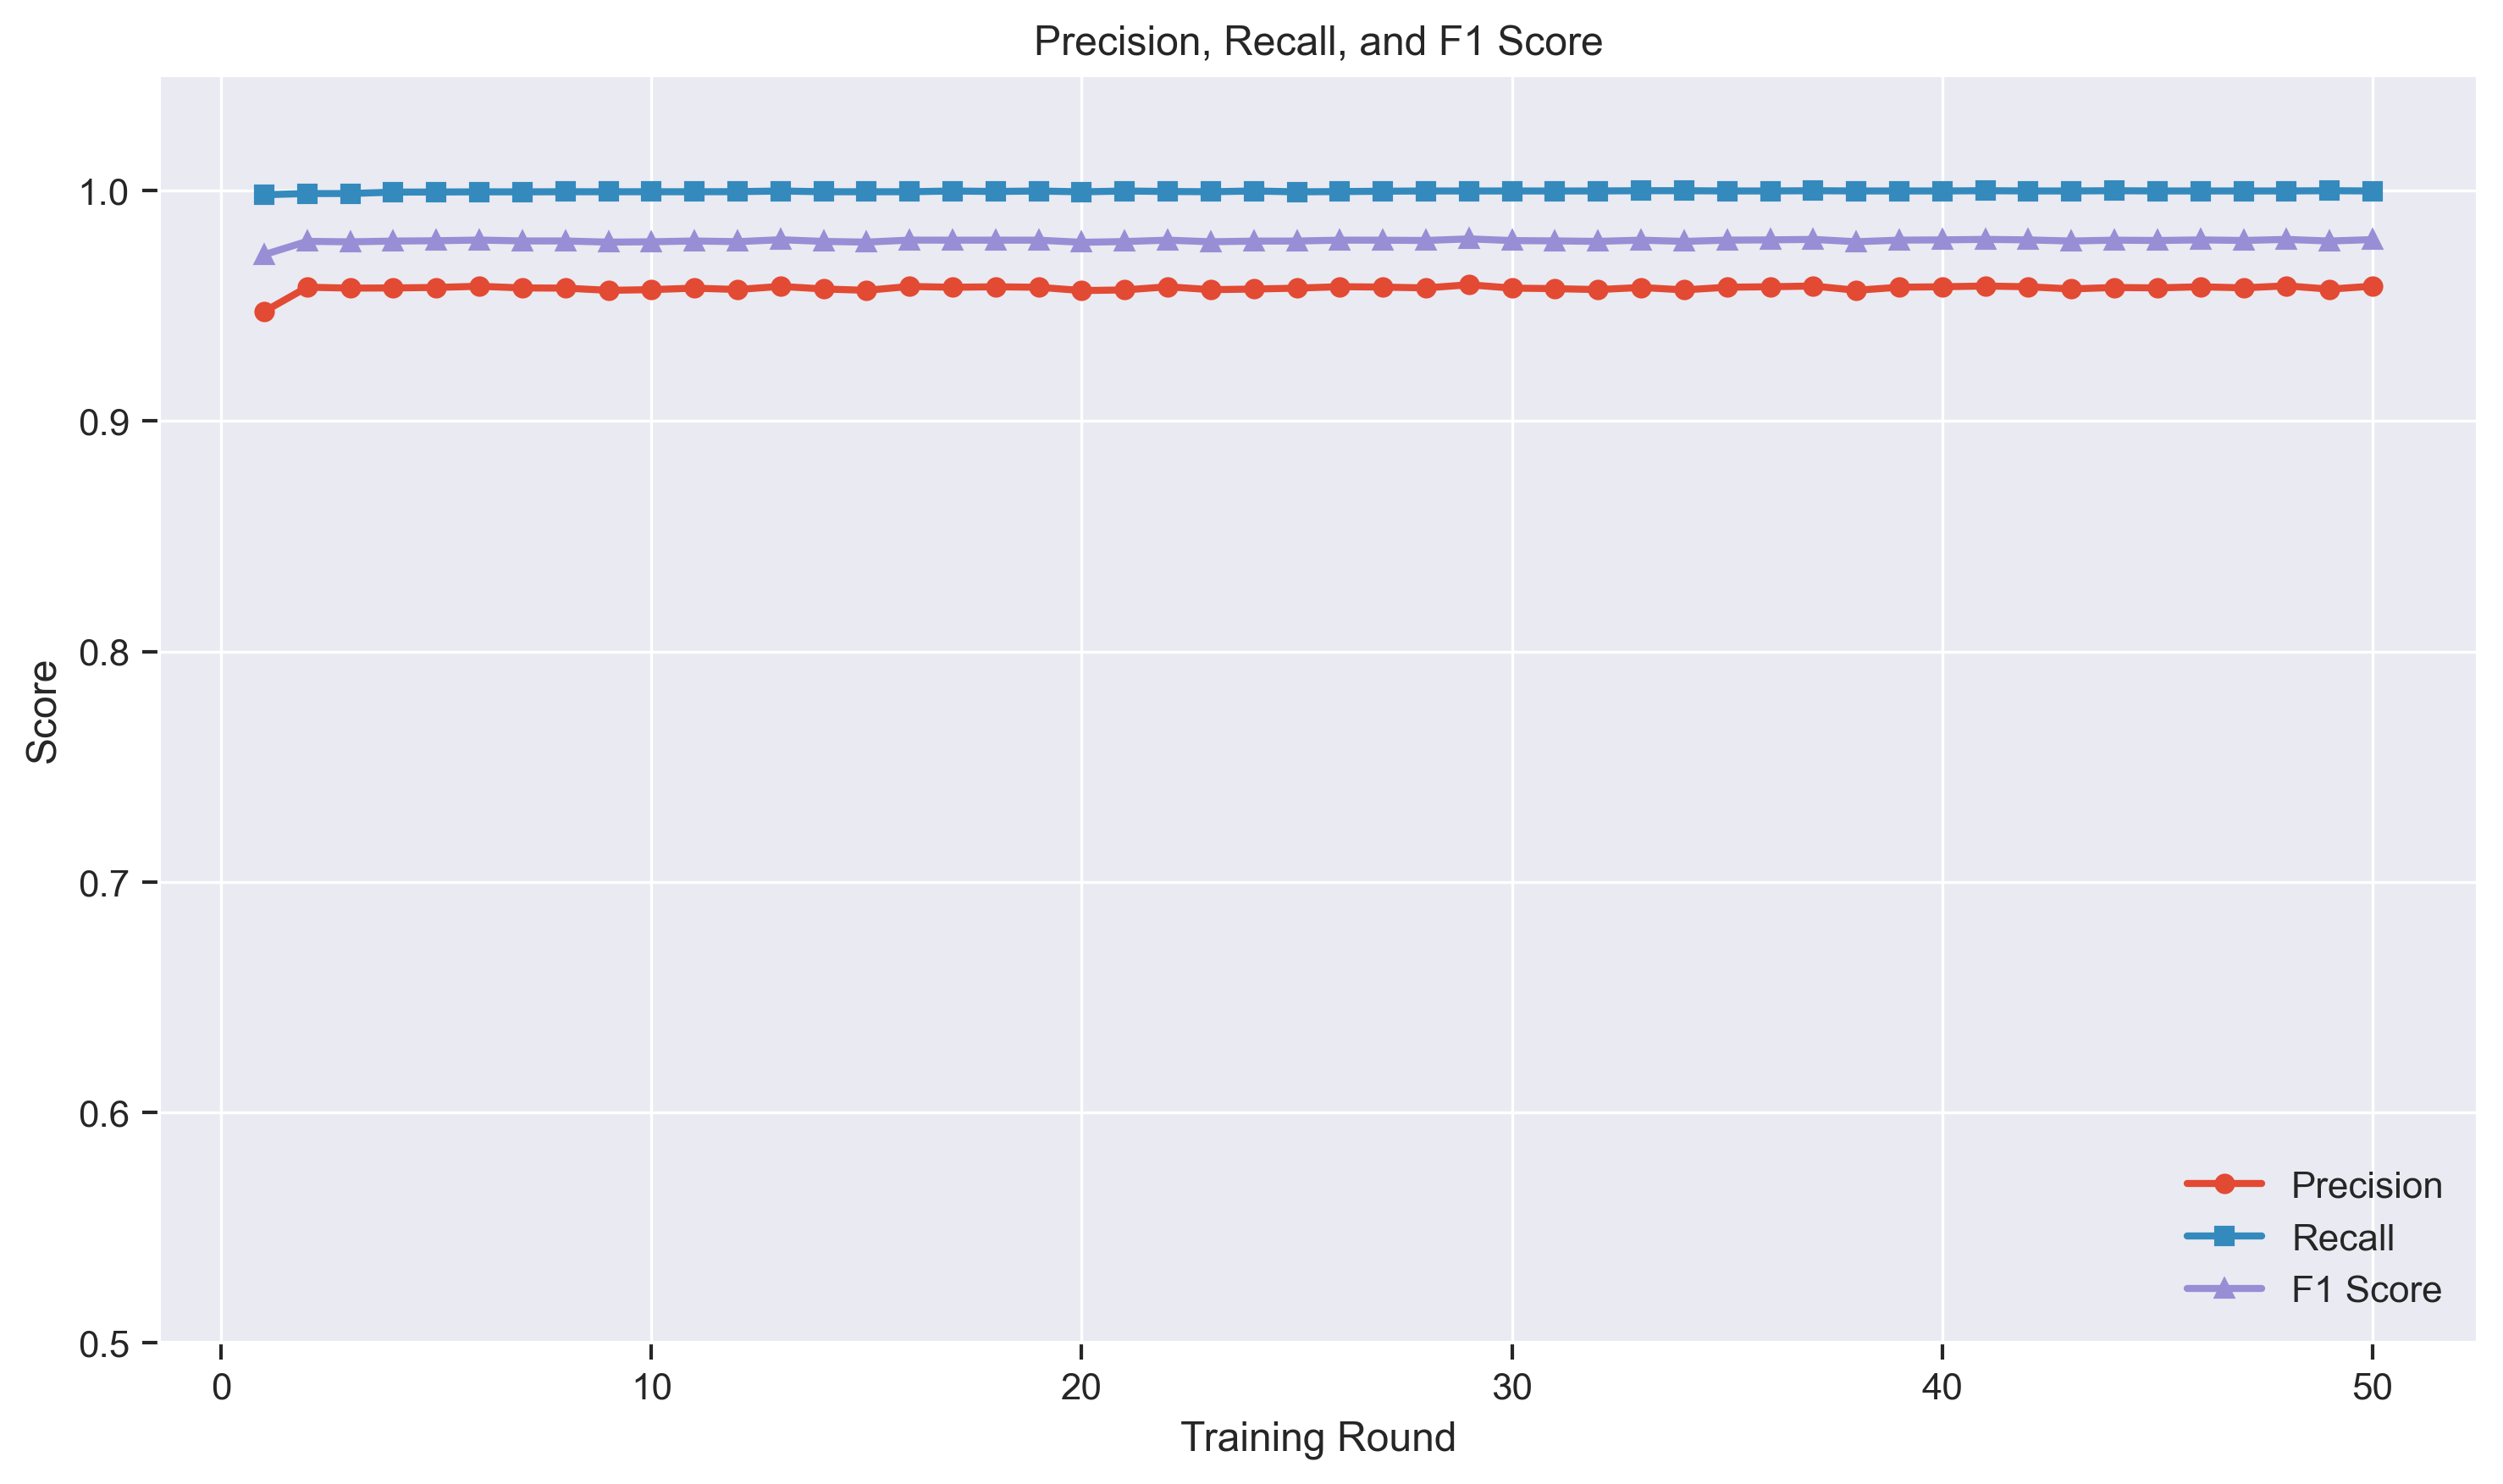 Precision, Recall, and F1 Score
1.0
0.9
0.8
0.7
0.6
0.5
Score
0 10 20 30 40 50
Training Round
Precision
Recall
F1 Score